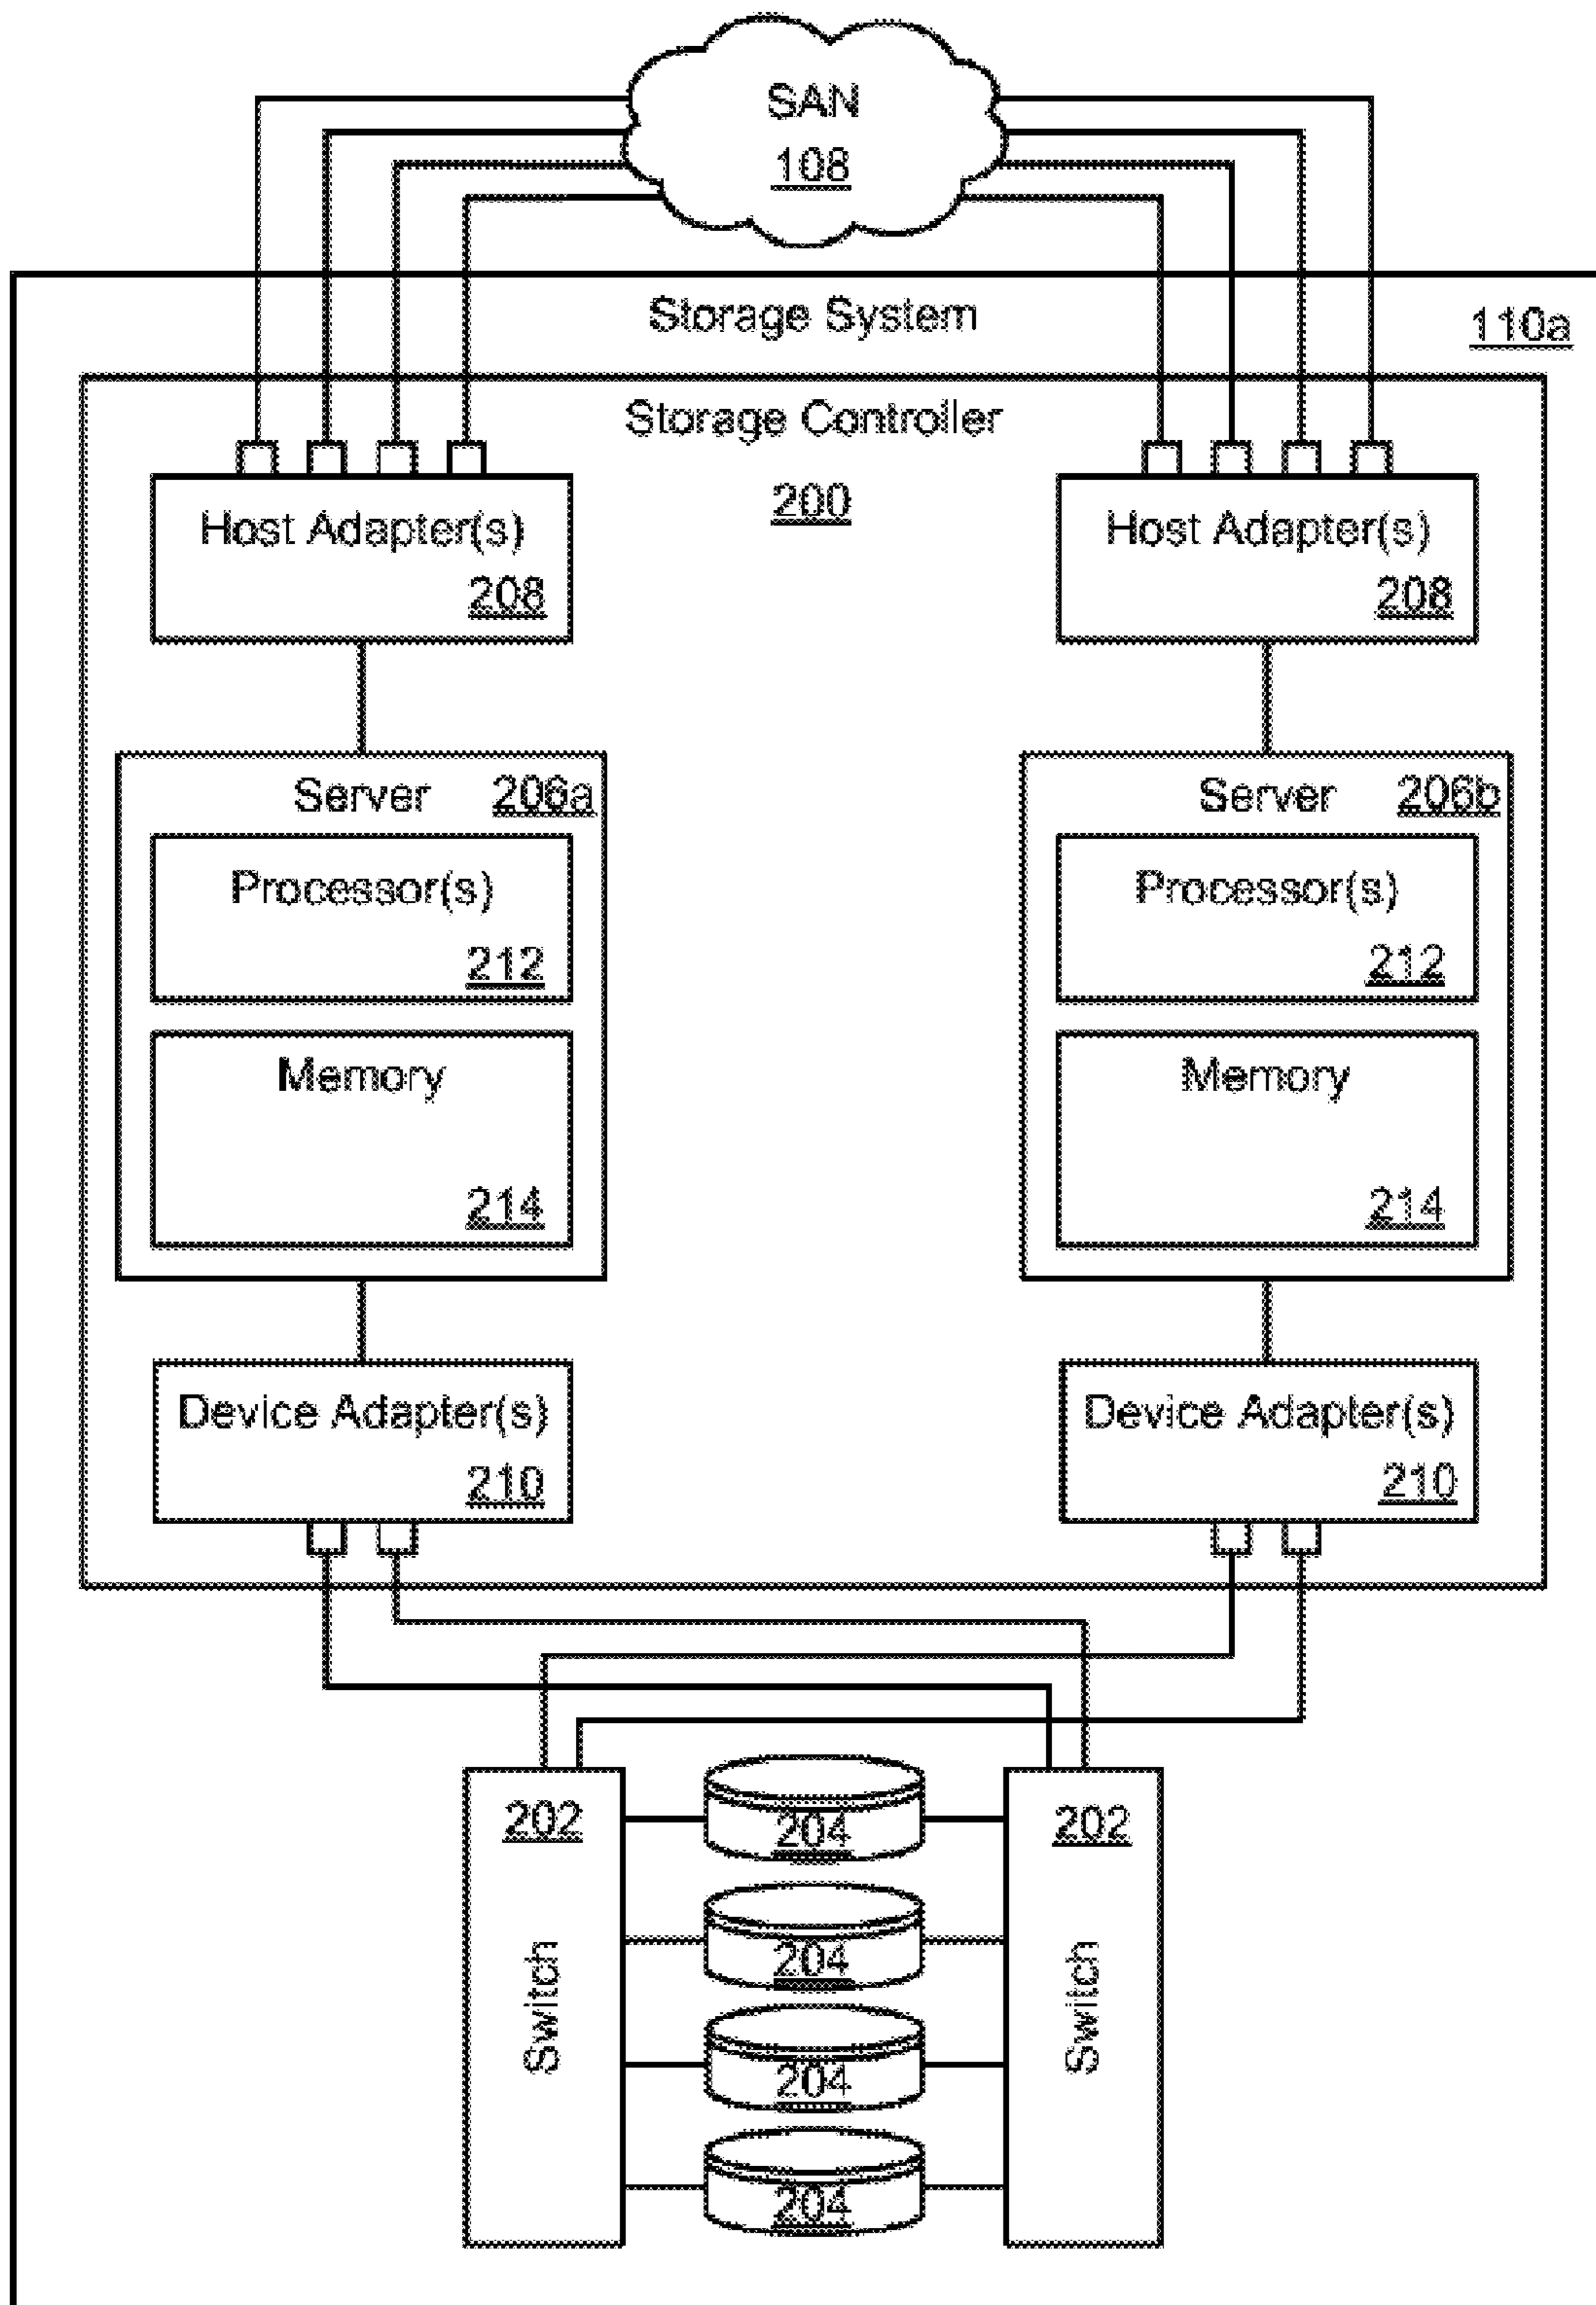 SAN
108
Storage System
110a
Storage Controller
200
Host Adapter(s)
208
Host Adapter(s)
208
Server 206a
Processor(s)
212
Memory
214
Server 206b
Processor(s)
212
Memory
214
Device Adapter(s)
210
Device Adapter(s)
210
202
Switch
204
204
204
204
202
Switch